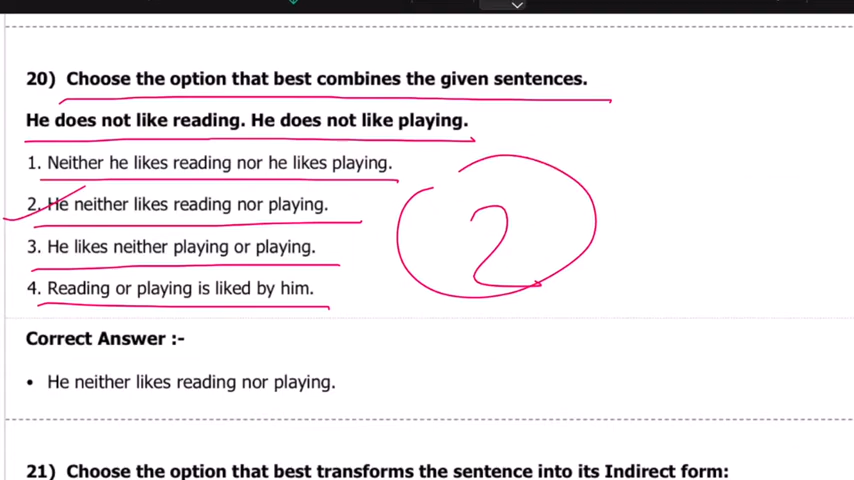 20) Choose the option that best combines the given sentences.
He does not like reading. He does not like playing.
1. Neither he likes reading nor he likes playing.
2. He neither likes reading nor playing.
3. He likes neither playing or playing.
4. Reading or playing is liked by him.
2
Correct Answer :-
• He neither likes reading nor playing.
21) Choose the option that best transforms the sentence into its Indirect form: